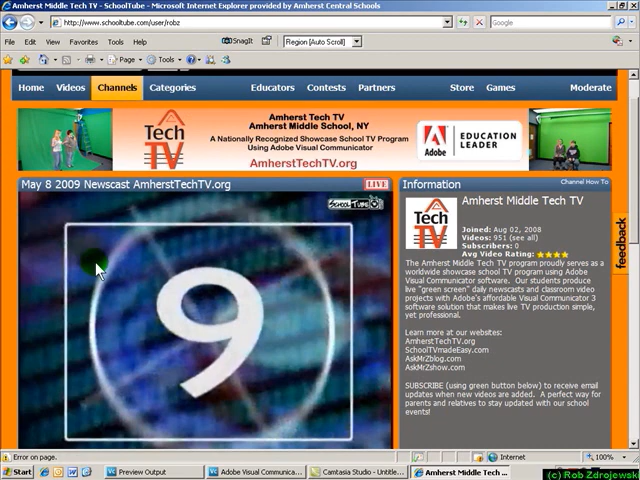 Amherst Middle Tech TV - SchoolTube - Microsoft Internet Explorer provided by Amherst Central Schools
http://www.schooltube.com/user/robz
Google
File Edit View Favorites Tools Help
SnagIt
Region [Auto Scroll]
Page Tools
Home Videos Channels Categories Educators Contests Partners Store Games Moderate
Tech
TV
Amherst Tech TV
Amherst Middle School, NY
A Nationally Recognized Showcase School TV Program
Using Adobe Visual Communicator
AmherstTechTV.org
Adobe
EDUCATION
LEADER
May 8 2009 Newscast AmherstTechTV.org
LIVE
SCHOOLTUBE
9
Information
Channel How To
Tech
TV
Amherst Middle Tech TV
Joined: Aug 02, 2008
Videos: 951 (see all)
Subscribers: 0
Avg Video Rating:
The Amherst Middle Tech TV program proudly serves as a
worldwide showcase school TV program using Adobe
Visual Communicator software. Our students produce
live "green screen" daily newscasts and classroom video
projects with Adobe's affordable Visual Communicator 3
software solution that makes live TV production simple,
yet professional.
Learn more at our websites:
AmherstTechTV.org
SchoolTVmadeEasy.com
AskMrZblog.com
AskMrZshow.com
SUBSCRIBE (using green button below) to receive
email updates when new videos are added. A perfect way for
parents and relatives to stay updated with our school
events!
feedback
Error on page.
Internet
100%
Start
Preview Output
Adobe Visual Communica...
Camtasia Studio - Untitle...
Amherst Middle Tech ...
(c) Rob Zdrojewski